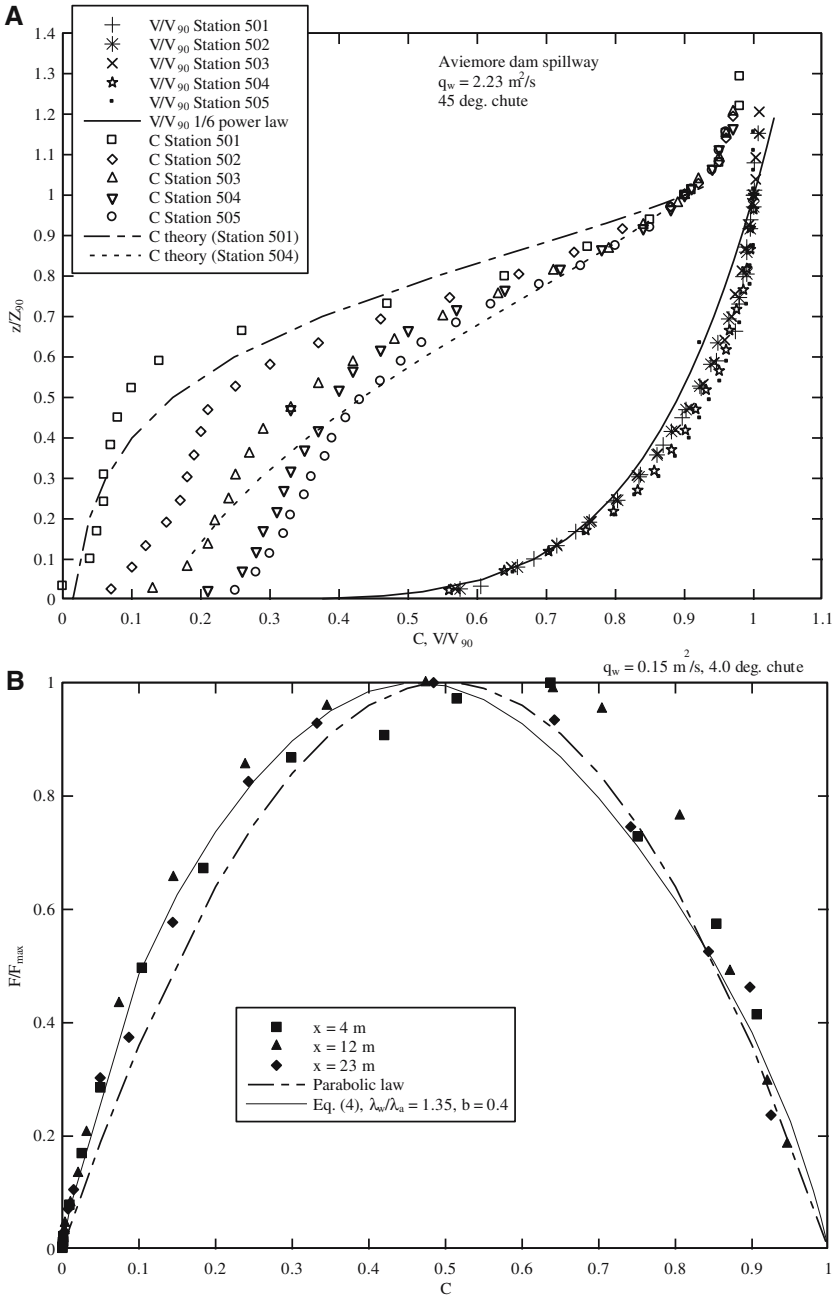 A
V/V90 Station 501
V/V90 Station 502
V/V90 Station 503
V/V90 Station 504
V/V90 Station 505
V/V90 1/6 power law
C Station 501
C Station 502
C Station 503
C Station 504
C Station 505
C theory (Station 501)
C theory (Station 504)
Aviemore dam spillway
qw = 2.23 m2/s
45 deg. chute
1.4
1.3
1.2
1.1
1
0.9
0.8
0.7
0.6
0.5
0.4
0.3
0.2
0.1
0
z/Z90
0 0.1 0.2 0.3 0.4 0.5 0.6 0.7 0.8 0.9 1 1.1
C, V/V90
B
qw = 0.15 m2/s, 4.0 deg. chute
1
0.8
0.6
0.4
0.2
0
F/Fmax
x = 4 m
x = 12 m
x = 23 m
Parabolic law
Eq. (4), λw/λa = 1.35, b = 0.4
0 0.1 0.2 0.3 0.4 0.5 0.6 0.7 0.8 0.9 1
C